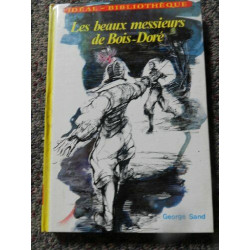 IDÉAL-BIBLIOTHÈQUE
Les beaux messieurs
de Bois-Doré
George Sand